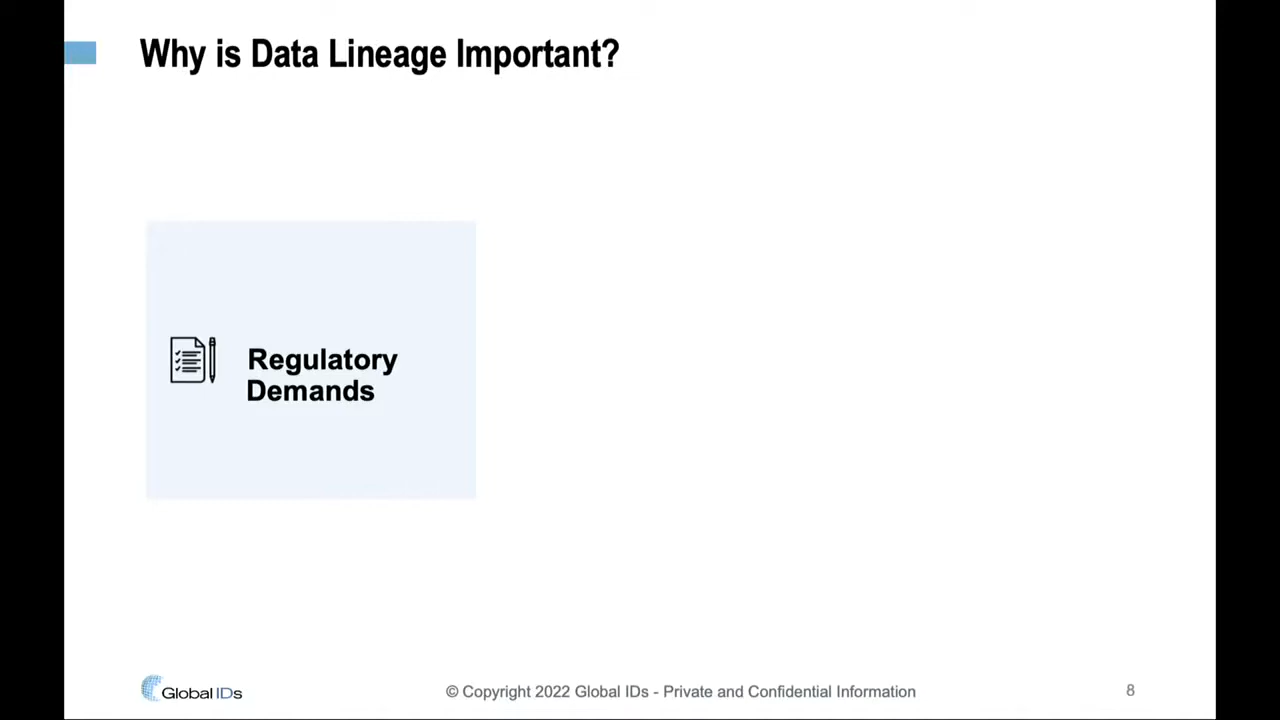 Why is Data Lineage Important?
Regulatory
Demands
Global IDs
© Copyright 2022 Global IDs - Private and Confidential Information
8